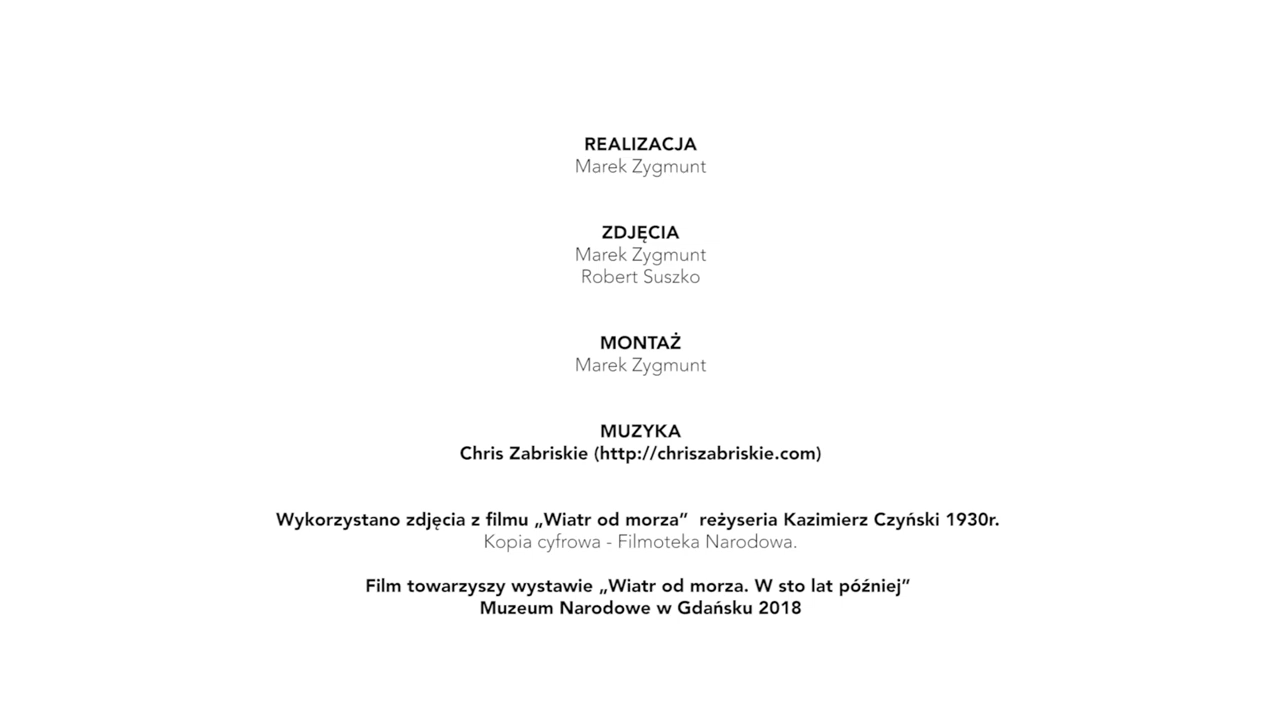 REALIZACJA
Marek Zygmunt
ZDJĘCIA
Marek Zygmunt
Robert Suszko
MONTAŻ
Marek Zygmunt
MUZYKA
Chris Zabriskie (http://chriszabriskie.com)
Wykorzystano zdjęcia z filmu „Wiatr od morza”  reżyseria Kazimierz Czyński 1930r.
Kopia cyfrowa - Filmoteka Narodowa.
Film towarzyszy wystawie „Wiatr od morza. W sto lat później”
Muzeum Narodowe w Gdańsku 2018